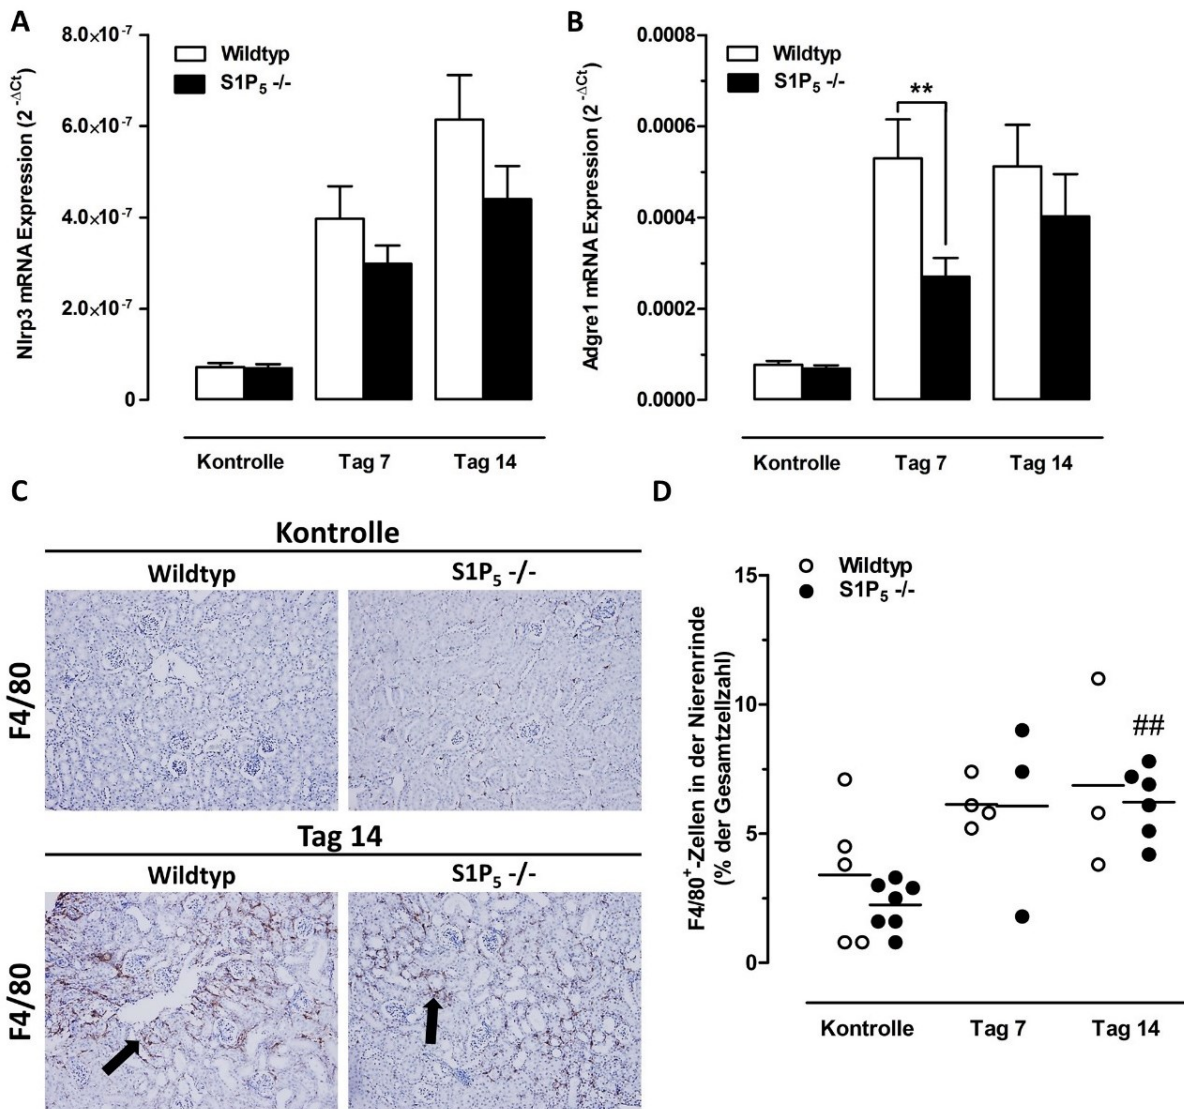 A
Nlrp3 mRNA Expression (2 -ΔCt)
8.0×10-7
6.0×10-7
4.0×10-7
2.0×10-7
0
Wildtyp
S1P5 -/-
Kontrolle
Tag 7
Tag 14
B
Adgre1 mRNA Expression (2 -ΔCt)
0.0008
0.0006
0.0004
0.0002
0.0000
Wildtyp
S1P5 -/-
**
Kontrolle
Tag 7
Tag 14
C
Kontrolle
Wildtyp
S1P5 -/-
F4/80
Tag 14
Wildtyp
S1P5 -/-
F4/80
D
F4/80+-Zellen in der Nierenrinde
(% der Gesamtzellzahl)
15
10
5
0
Wildtyp
S1P5 -/-
##
Kontrolle
Tag 7
Tag 14